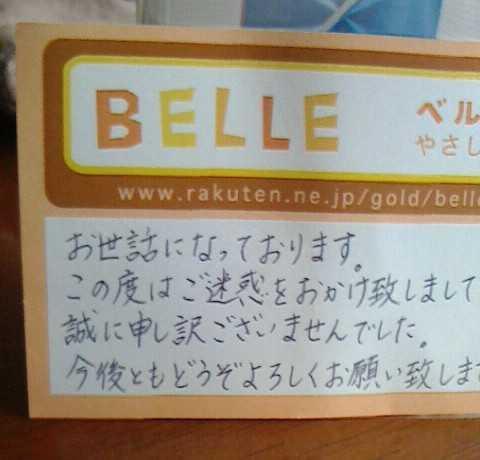 BELLE
ベル
やさし
www.rakuten.ne.jp/gold/belle
お世話になっております。
この度はご迷惑をおかけ致しまして
誠に申し訳ございませんでした。
今後ともどうぞよろしくお願い致しま